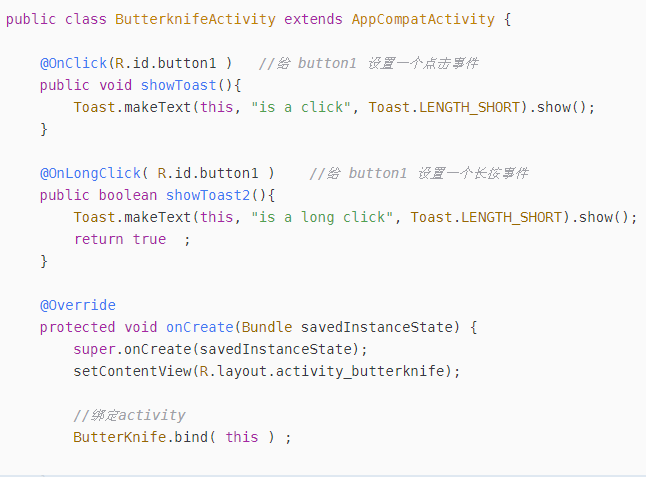 public class ButterknifeActivity extends AppCompatActivity {
@OnClick(R.id.button1 )   //给 button1 设置一个点击事件
public void showToast(){
Toast.makeText(this, "is a click", Toast.LENGTH_SHORT).show();
}
@OnLongClick( R.id.button1 )    //给 button1 设置一个长按事件
public boolean showToast2(){
Toast.makeText(this, "is a long click", Toast.LENGTH_SHORT).show();
return true  ;
}
@Override
protected void onCreate(Bundle savedInstanceState) {
super.onCreate(savedInstanceState);
setContentView(R.layout.activity_butterknife);
//绑定activity
ButterKnife.bind( this ) ;